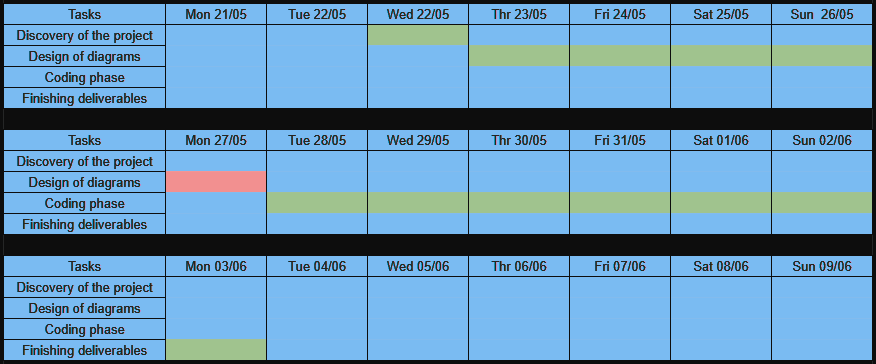 Tasks Mon 21/05 Tue 22/05 Wed 22/05 Thr 23/05 Fri 24/05 Sat 25/05 Sun 26/05
Discovery of the project
Design of diagrams
Coding phase
Finishing deliverables
Tasks Mon 27/05 Tue 28/05 Wed 29/05 Thr 30/05 Fri 31/05 Sat 01/06 Sun 02/06
Discovery of the project
Design of diagrams
Coding phase
Finishing deliverables
Tasks Mon 03/06 Tue 04/06 Wed 05/06 Thr 06/06 Fri 07/06 Sat 08/06 Sun 09/06
Discovery of the project
Design of diagrams
Coding phase
Finishing deliverables